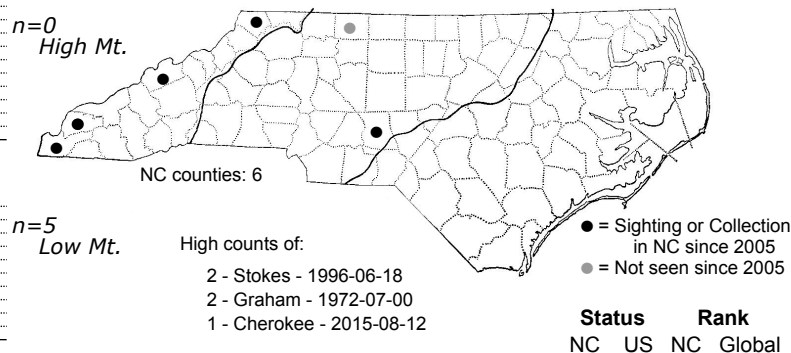 n=0
High Mt.
NC counties: 6
n=5
Low Mt.
High counts of:
2 - Stokes - 1996-06-18
2 - Graham - 1972-07-00
1 - Cherokee - 2015-08-12
● = Sighting or Collection
in NC since 2005
● = Not seen since 2005
Status Rank
NC US NC Global